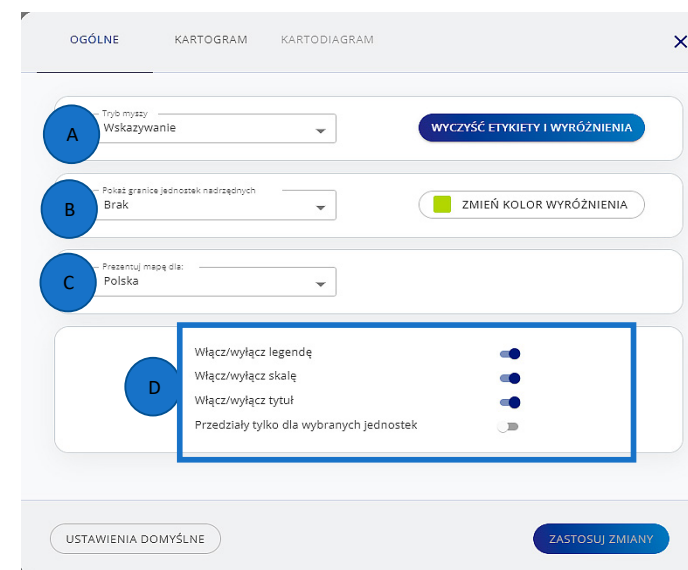 OGÓLNE KARTOGRAM KARTODIAGRAM
Tryb myszy
A Wskazywanie WYCZYŚĆ ETYKIETY I WYRÓŻNIENIA
Pokaż granice jednostek nadrzędnych
B Brak ZMIEŃ KOLOR WYRÓŻNIENIA
Prezentuj mapę dla:
C Polska
D
Włącz/wyłącz legendę
Włącz/wyłącz skalę
Włącz/wyłącz tytuł
Przedziały tylko dla wybranych jednostek
USTAWIENIA DOMYŚLNE ZASTOSUJ ZMIANY